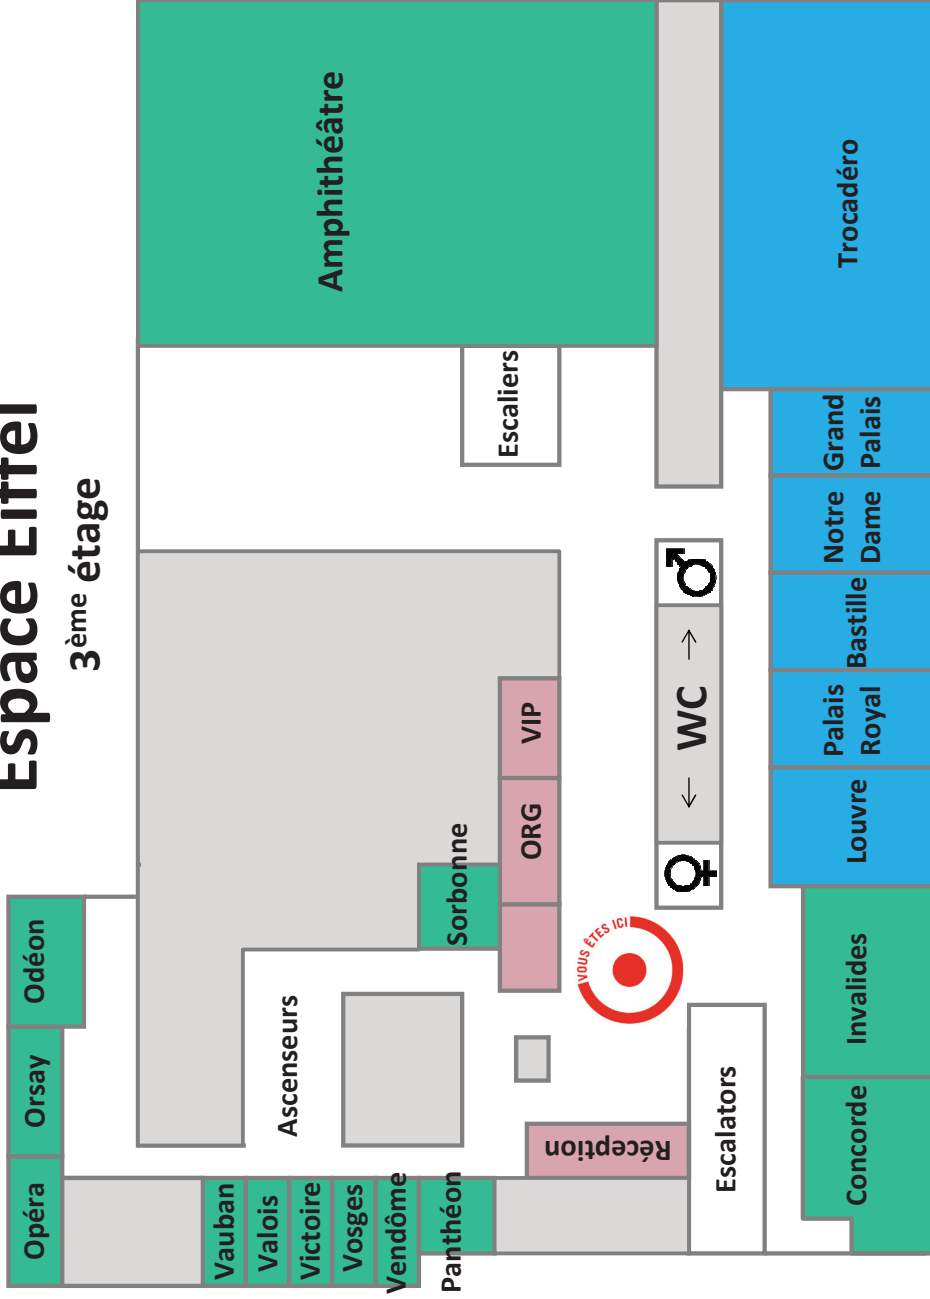 Espace Eiffel
3ème étage
Opéra
Orsay
Odéon
Vauban
Valois
Victoire
Vosges
Vendôme
Panthéon
Ascenseurs
Sorbonne
Amphithéâtre
Escaliers
ORG
VIP
Réception
VOUS ÊTES ICI
← WC →
Escalators
Concorde
Invalides
Louvre
Palais
Royal
Bastille
Notre
Dame
Grand
Palais
Trocadéro